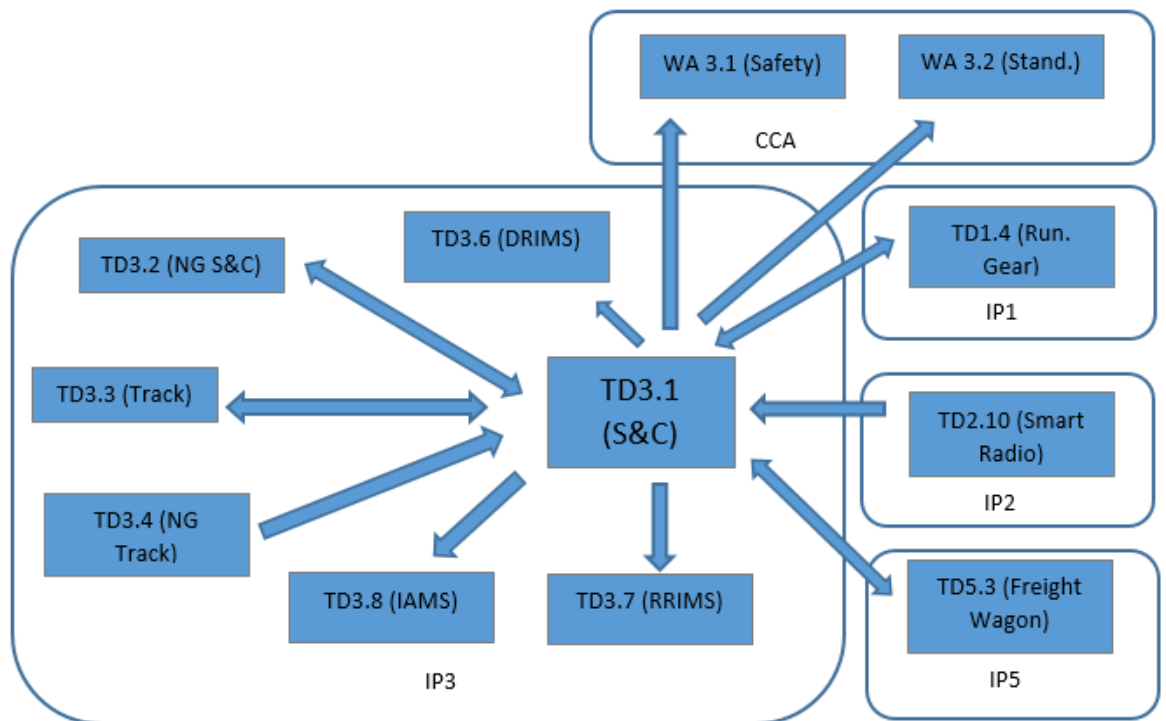 WA 3.1 (Safety)
WA 3.2 (Stand.)
CCA
TD3.6 (DRIMS)
TD3.2 (NG S&C)
TD1.4 (Run.
Gear)
IP1
TD3.3 (Track)
TD3.1
(S&C)
TD2.10 (Smart
Radio)
IP2
TD3.4 (NG
Track)
TD3.8 (IAMS)
TD3.7 (RRIMS)
TD5.3 (Freight
Wagon)
IP3
IP5